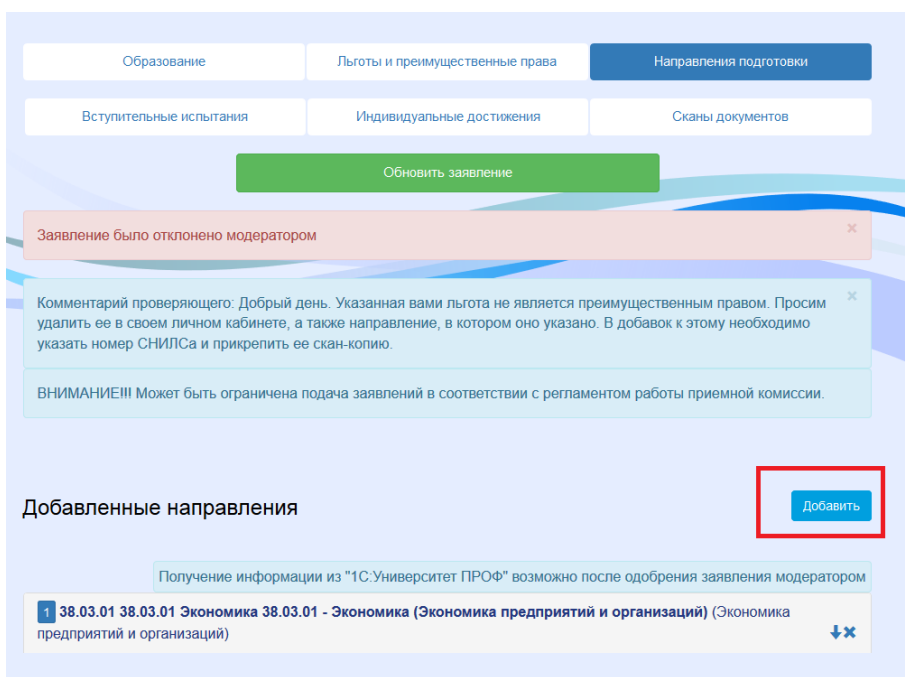 Образование
Льготы и преимущественные права
Направления подготовки
Вступительные испытания
Индивидуальные достижения
Сканы документов
Обновить заявление
Заявление было отклонено модератором
×
Комментарий проверяющего: Добрый день. Указанная вами льгота не является преимущественным правом. Просим
×
удалить ее в своем личном кабинете, а также направление, в котором оно указано. В добавок к этому необходимо
указать номер СНИЛСа и прикрепить ее скан-копию.
ВНИМАНИЕ!!! Может быть ограничена подача заявлений в соответствии с регламентом работы приемной комиссии.
Добавленные направления
Добавить
Получение информации из "1С:Университет ПРОФ" возможно после одобрения заявления модератором
1 38.03.01 38.03.01 Экономика 38.03.01 - Экономика (Экономика предприятий и организаций) (Экономика
предприятий и организаций)